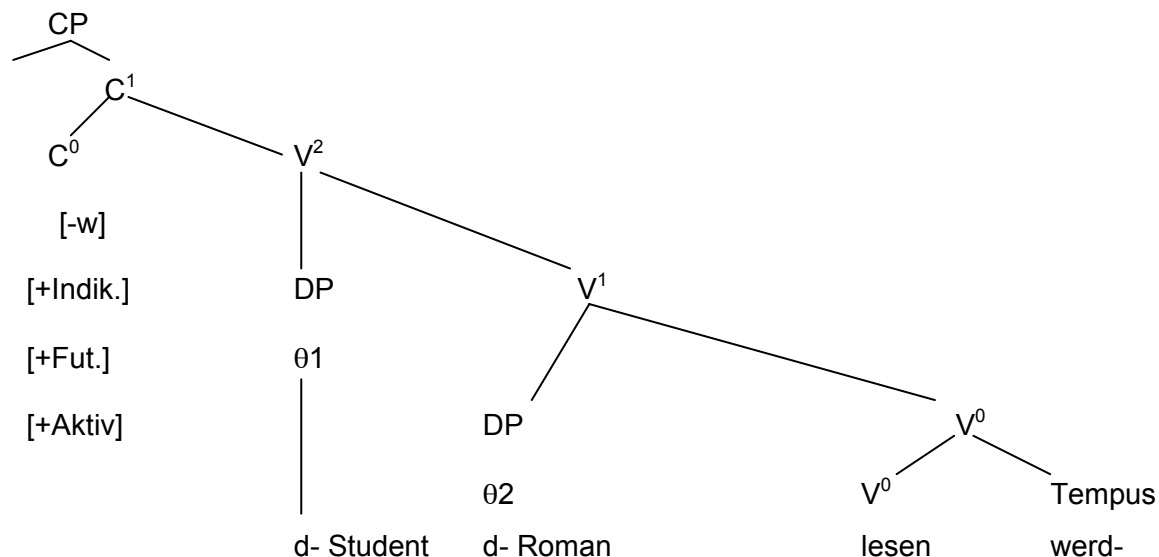 CP
C¹
C⁰ V²
[-w]
[+Indik.] DP V¹
[+Fut.] θ1
[+Aktiv] DP V⁰
θ2 V⁰ Tempus
d- Student d- Roman lesen werd-